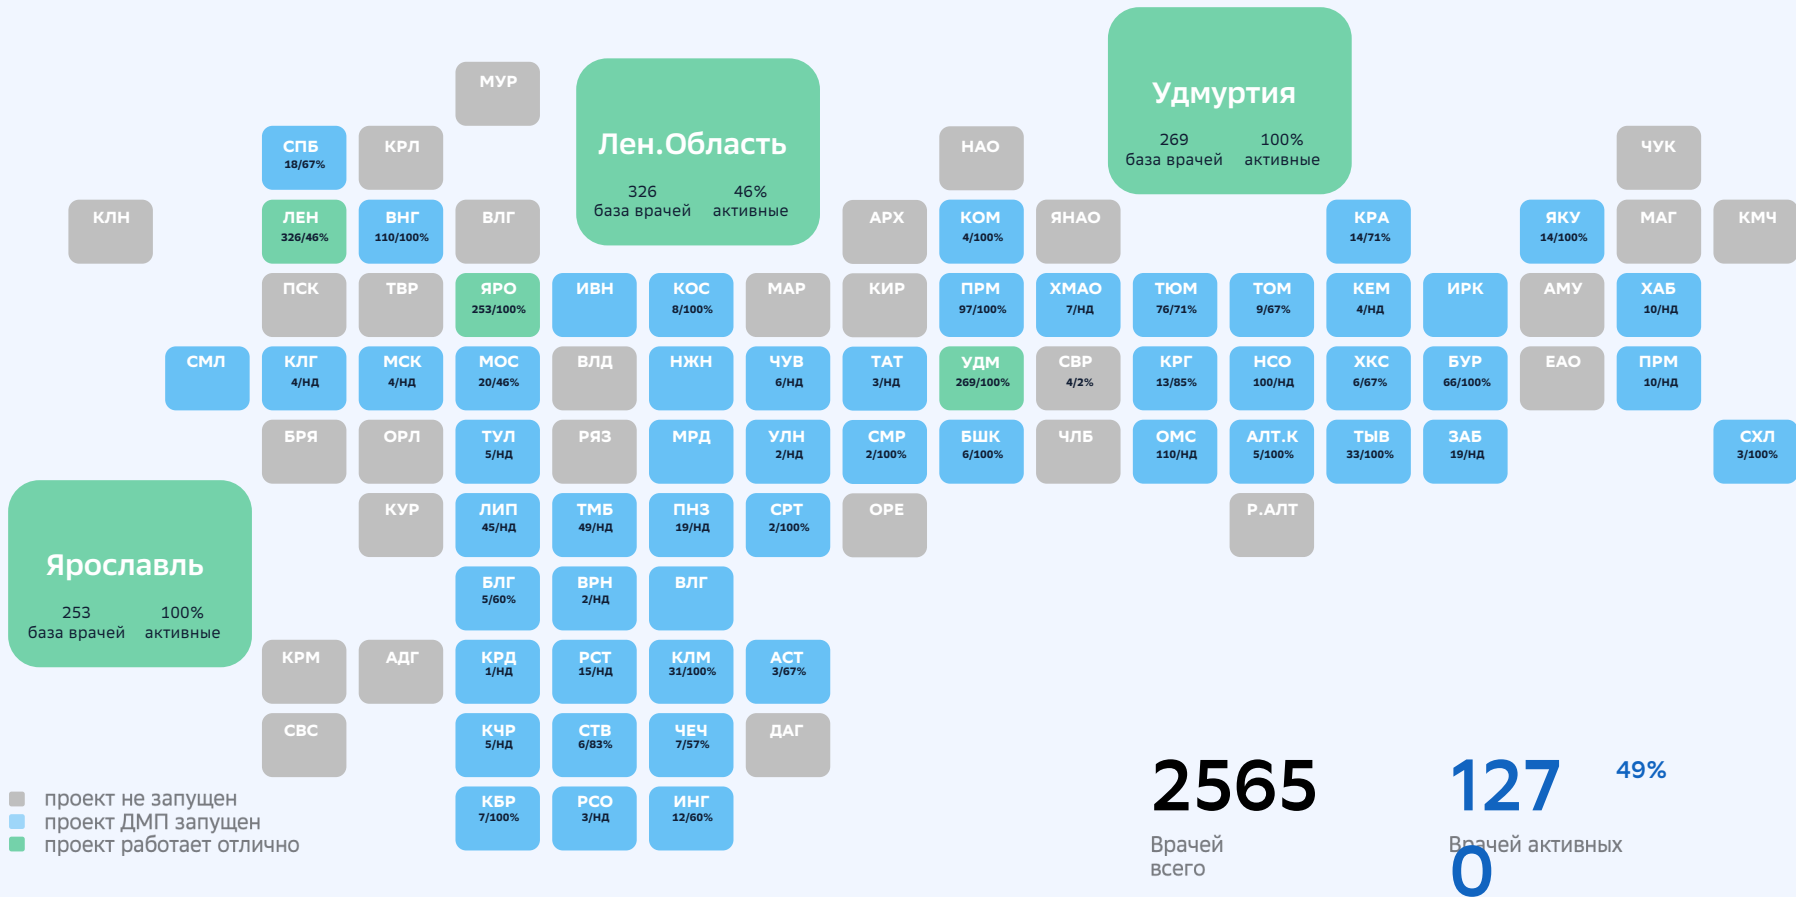 МУР
Удмуртия
269 100%
база врачей активные
Лен.Область
326 46%
база врачей активные
СПБ КРЛ НАО ЧУК
18/67%
КЛН ЛЕН ВНГ ВЛГ АРХ КОМ ЯНАО КРА ЯКУ МАГ КМЧ
326/46% 110/100% 4/100% 14/71% 14/100%
ПСК ТВР ЯРО ИВН КОС МАР КИР ПРМ ХМАО ТЮМ ТОМ КЕМ ИРК АМУ ХАБ
253/100% 8/100% 97/100% 7/НД 76/71% 9/67% 4/НД 10/НД
СМЛ КЛГ МСК МОС ВЛД НЖН ЧУВ ТАТ УДМ СВР КРГ НСО ХКС БУР ЕАО ПРМ
4/НД 4/НД 20/46% 6/НД 3/НД 269/100% 4/2% 13/85% 100/НД 6/67% 66/100% 10/НД
БРЯ ОРЛ ТУЛ РЯЗ МРД УЛН СМР БШК ЧЛБ ОМС АЛТ.К ТЫВ ЗАБ СХЛ
5/НД 2/НД 2/100% 6/100% 110/НД 5/100% 33/100% 19/НД 3/100%
КУР ЛИП ТМБ ПНЗ СРТ ОРЕ Р.АЛТ
45/НД 49/НД 19/НД 2/100%
Ярославль
253 100%
база врачей активные
БЛГ ВРН ВЛГ
5/60% 2/НД
КРМ АДГ КРД РСТ КЛМ АСТ
1/НД 15/НД 31/100% 3/67%
СВС КЧР СТВ ЧЕЧ ДАГ
5/НД 6/83% 7/57%
КБР РСО ИНГ
7/100% 3/НД 12/60%
проект не запущен
проект ДМП запущен
проект работает отлично
2565
Врачей
всего
127 49%
0
Врачей активных